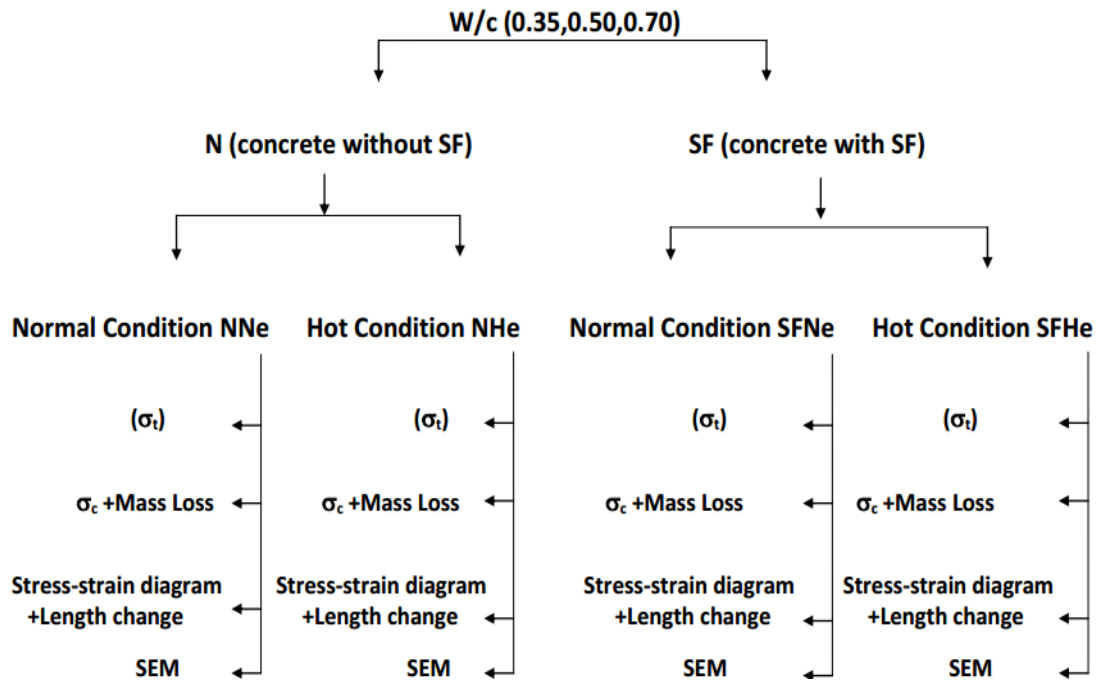 W/c (0.35,0.50,0.70)
N (concrete without SF)
SF (concrete with SF)
Normal Condition NNe
Hot Condition NHe
Normal Condition SFNe
Hot Condition SFHe
(σt)
(σt)
(σt)
(σt)
σc +Mass Loss
σc +Mass Loss
σc +Mass Loss
σc +Mass Loss
Stress-strain diagram
+Length change
Stress-strain diagram
+Length change
Stress-strain diagram
+Length change
Stress-strain diagram
+Length change
SEM
SEM
SEM
SEM